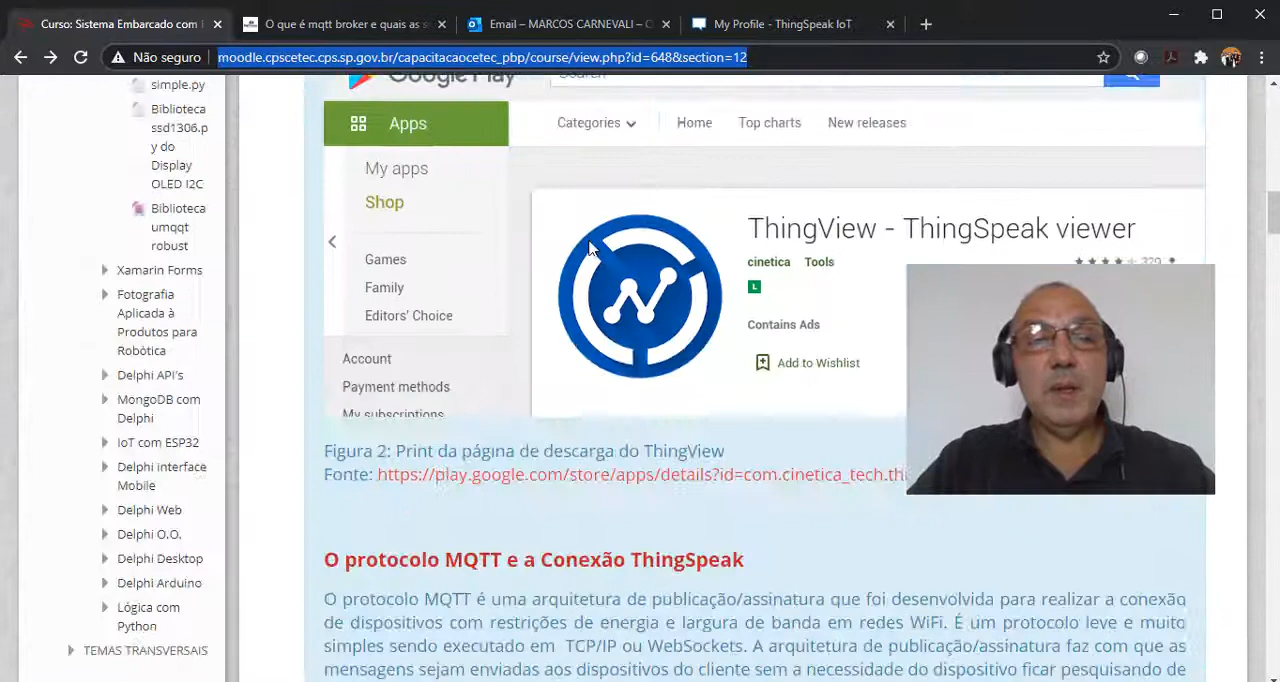 Curso: Sistema Embarcado com
O que é mqtt broker e quais as s
Email – MARCOS CARNEVALI – C
My Profile - ThingSpeak IoT
Não seguro
moodle.cpscetec.cps.sp.gov.br/capacitacaocetec_pbp/course/view.php?id=648&section=12
simple.py
Biblioteca
ssd1306.p
y do
Display
OLED I2C
Biblioteca
umqtt
robust
Xamarin Forms
Fotografia
Aplicada à
Produtos para
Robòtica
Delphi API's
MongoDB com
Delphi
IoT com ESP32
Delphi interface
Mobile
Delphi Web
Delphi O.O.
Delphi Desktop
Delphi Arduino
Lógica com
Python
TEMAS TRANSVERSAIS
Google Play
Search
Apps
Categories
Home
Top charts
New releases
My apps
Shop
Games
Family
Editors' Choice
Account
Payment methods
My subscriptions
ThingView - ThingSpeak viewer
cinetica Tools
329
L
Contains Ads
Add to Wishlist
Figura 2: Print da página de descarga do ThingView
Fonte: https://play.google.com/store/apps/details?id=com.cinetica_tech.th
O protocolo MQTT e a Conexão ThingSpeak
O protocolo MQTT é uma arquitetura de publicação/assinatura que foi desenvolvida para realizar a conexão
de dispositivos com restrições de energia e largura de banda em redes WiFi. É um protocolo leve e muito
simples sendo executado em TCP/IP ou WebSockets. A arquitetura de publicação/assinatura faz com que as
mensagens sejam enviadas aos dispositivos do cliente sem a necessidade do dispositivo ficar pesquisando de